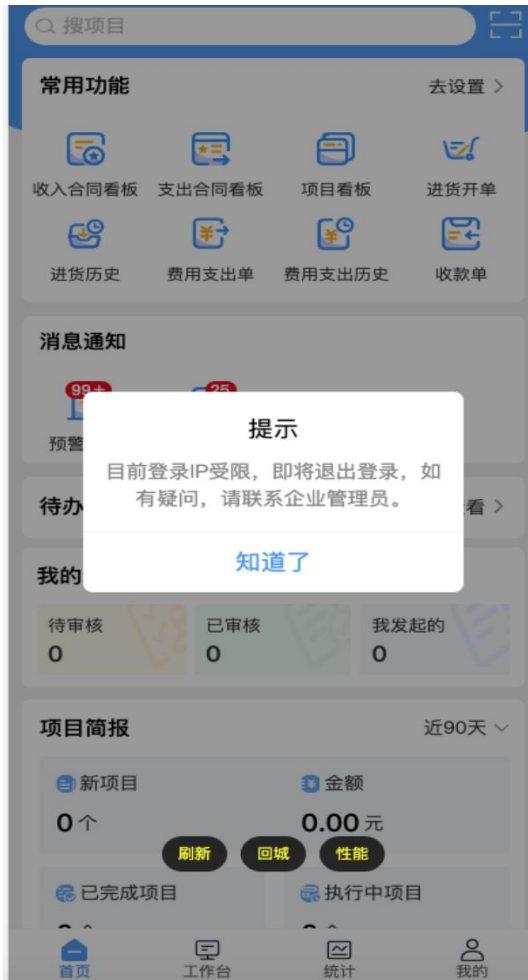 搜项目
常用功能 去设置
收入合同看板 支出合同看板 项目看板 进货开单
进货历史 费用支出单 费用支出历史 收款单
消息通知
99+ 25
预警
提示
目前登录IP受限，即将退出登录，如
有疑问，请联系企业管理员。
待办 看
知道了
我的
待审核 已审核 我发起的
0 0 0
项目简报 近90天
新项目 金额
0个 0.00元
刷新 回城 性能
已完成项目 执行中项目
首页 工作台 统计 我的